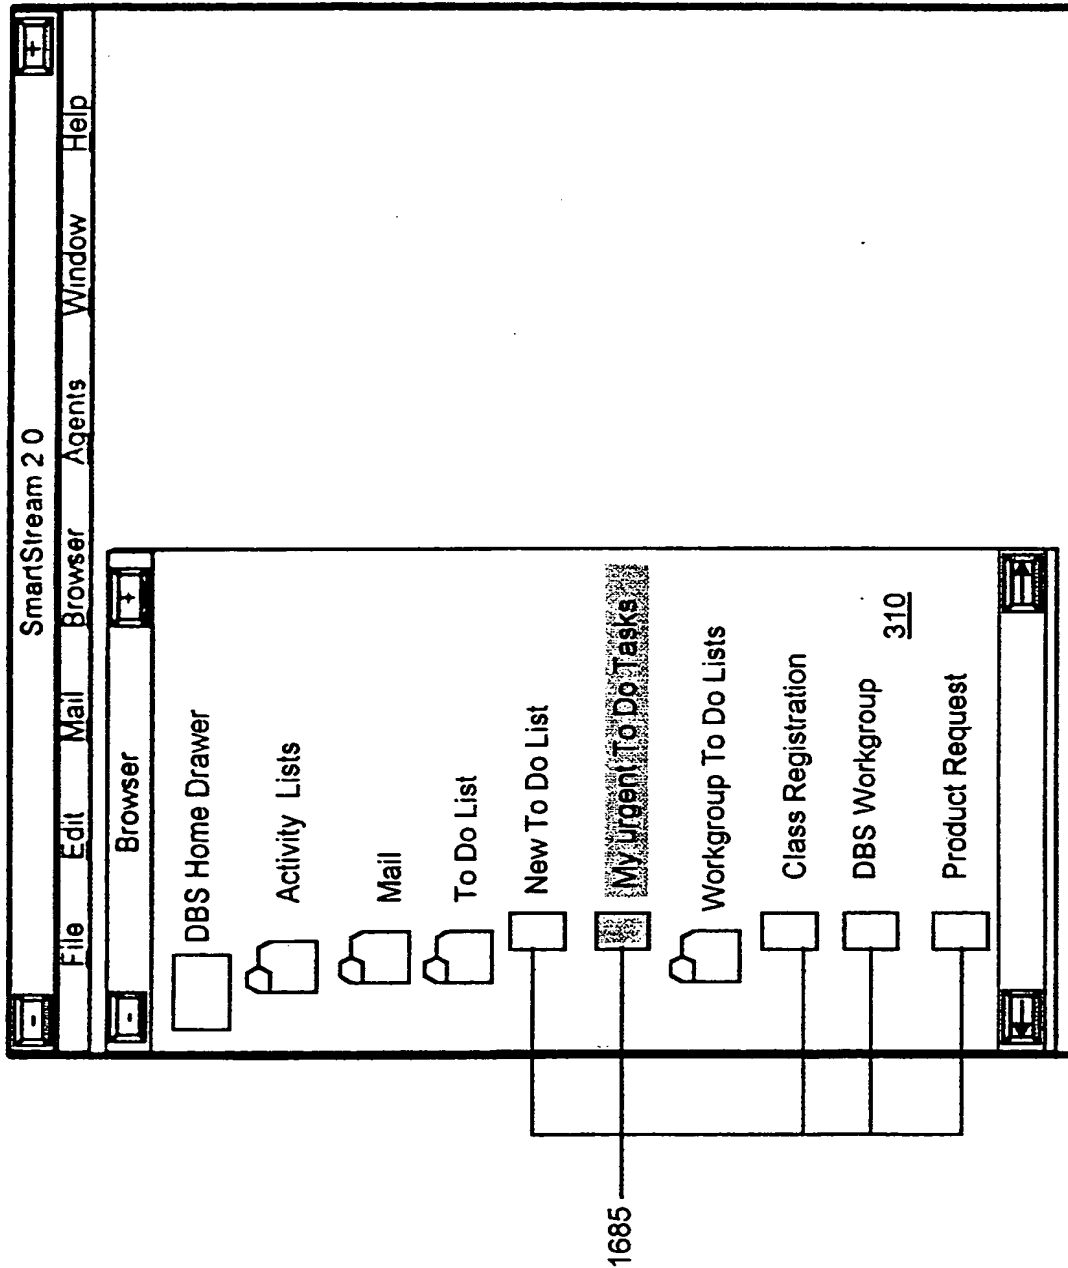 SmartStream 2 0
File Edit Mail Browser Agents Window Help
- +
Browser
- +
DBS Home Drawer
Activity Lists
Mail
To Do List
New To Do List
My urgent To Do Tasks
Workgroup To Do Lists
Class Registration
DBS Workgroup
Product Request
310
1685